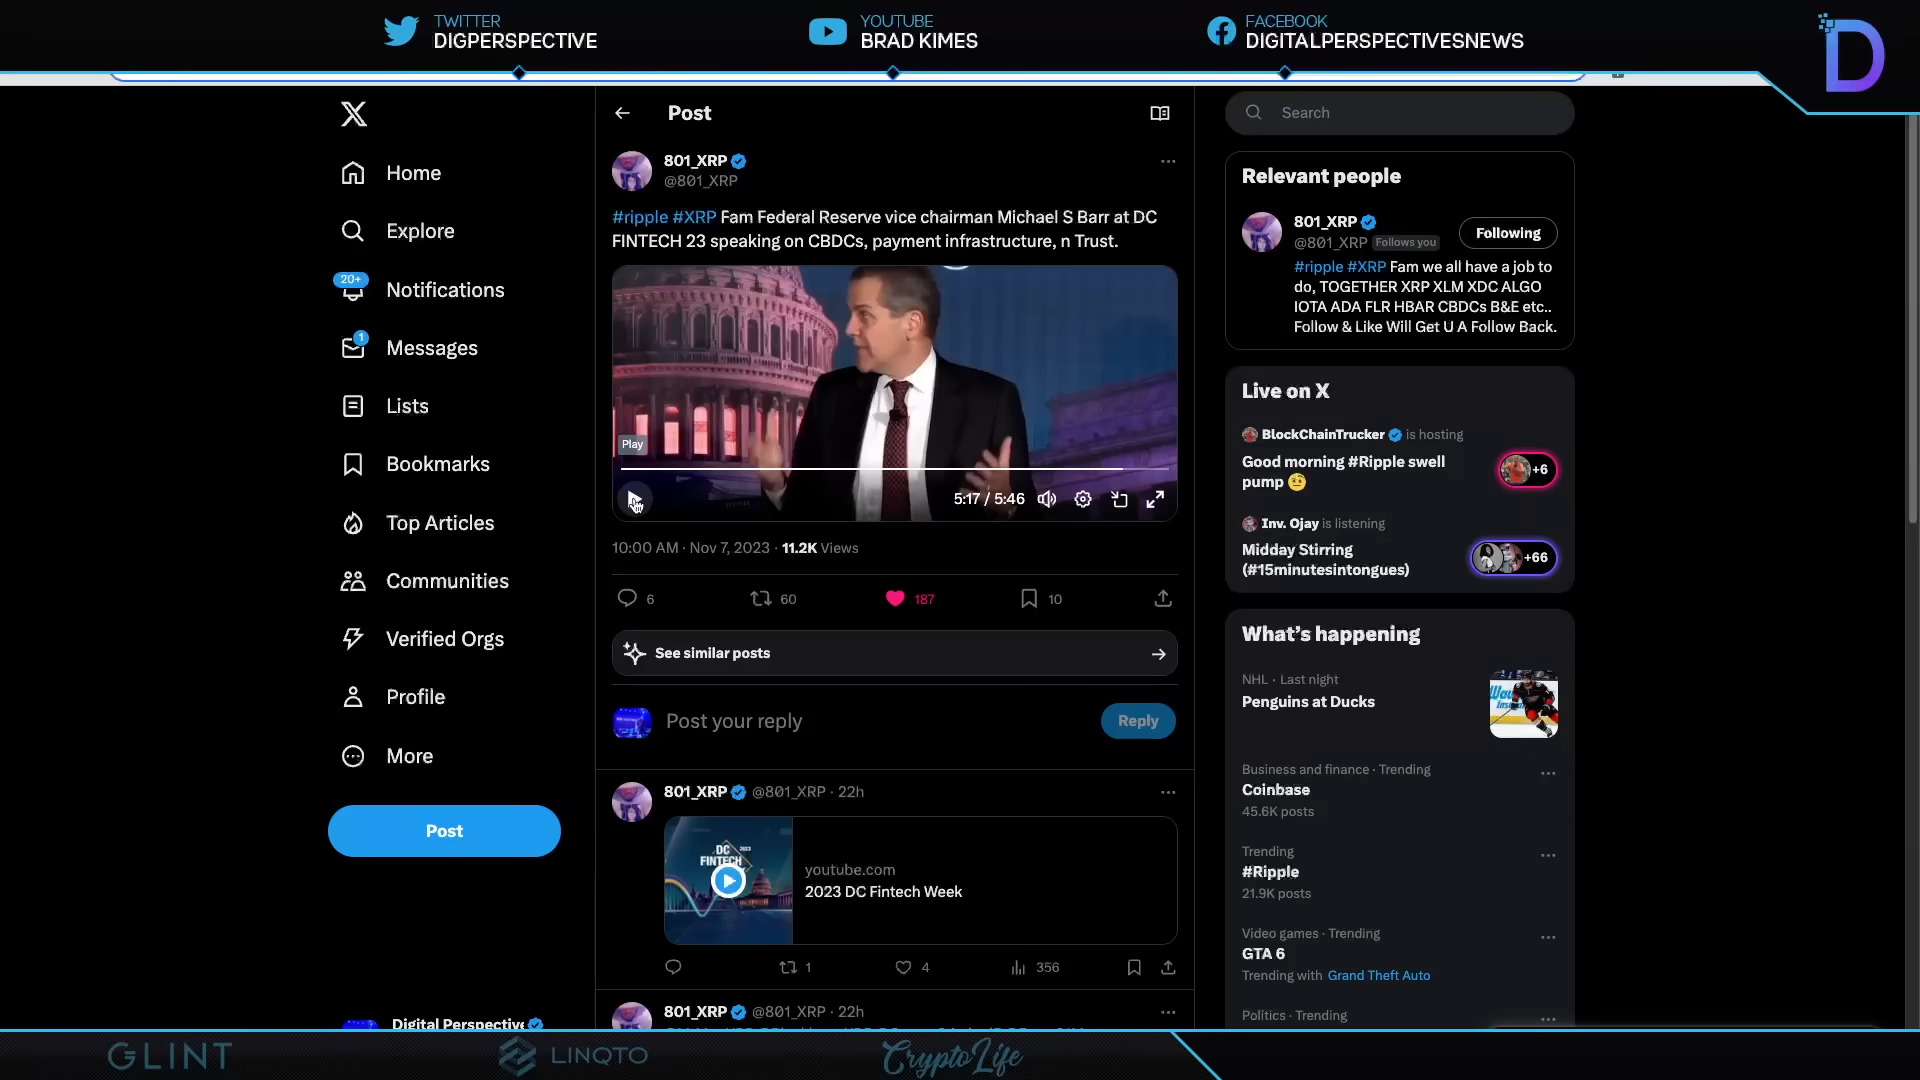 TWITTER
DIGPERSPECTIVE
YOUTUBE
BRAD KIMES
FACEBOOK
DIGITALPERSPECTIVESNEWS
D
Home
Explore
20+
Notifications
1
Messages
Lists
Bookmarks
Top Articles
Communities
Verified Orgs
Profile
More
Post
Digital Perspective
Post
801_XRP
@801_XRP
#ripple #XRP Fam Federal Reserve vice chairman Michael S Barr at DC
FINTECH 23 speaking on CBDCs, payment infrastructure, n Trust.
Play
5:17 / 5:46
10:00 AM · Nov 7, 2023 · 11.2K Views
6
60
187
10
See similar posts
Post your reply
Reply
801_XRP @801_XRP · 22h
DC 2023
FINTECH
youtube.com
2023 DC Fintech Week
1
4
356
801_XRP @801_XRP · 22h
Search
Relevant people
801_XRP
@801_XRP Follows you
Following
#ripple #XRP Fam we all have a job to
do, TOGETHER XRP XLM XDC ALGO
IOTA ADA FLR HBAR CBDCs B&E etc..
Follow & Like Will Get U A Follow Back.
Live on X
BlockChainTrucker is hosting
Good morning #Ripple swell
pump
+6
Inv. Ojay is listening
Midday Stirring
(#15minutesintongues)
+66
What's happening
NHL · Last night
Penguins at Ducks
Business and finance · Trending
Coinbase
45.6K posts
Trending
#Ripple
21.9K posts
Video games · Trending
GTA 6
Trending with Grand Theft Auto
Politics · Trending
GLINT
LINQTO
CryptoLife